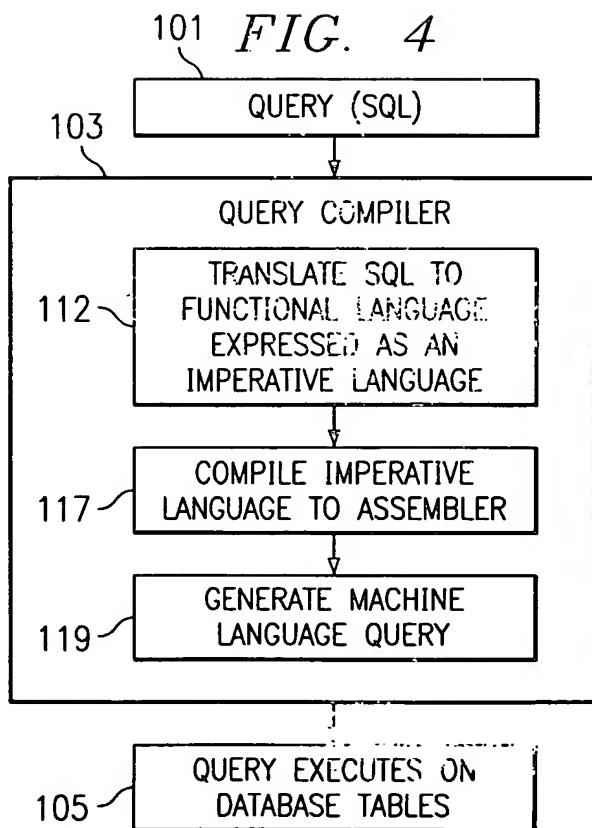 FIG. 4
101
QUERY (SQL)
103
QUERY COMPILER
112
TRANSLATE SQL TO
FUNCTIONAL LANGUAGE
EXPRESSED AS AN
IMPERATIVE LANGUAGE
117
COMPILE IMPERATIVE
LANGUAGE TO ASSEMBLER
119
GENERATE MACHINE
LANGUAGE QUERY
105
QUERY EXECUTES ON
DATABASE TABLES